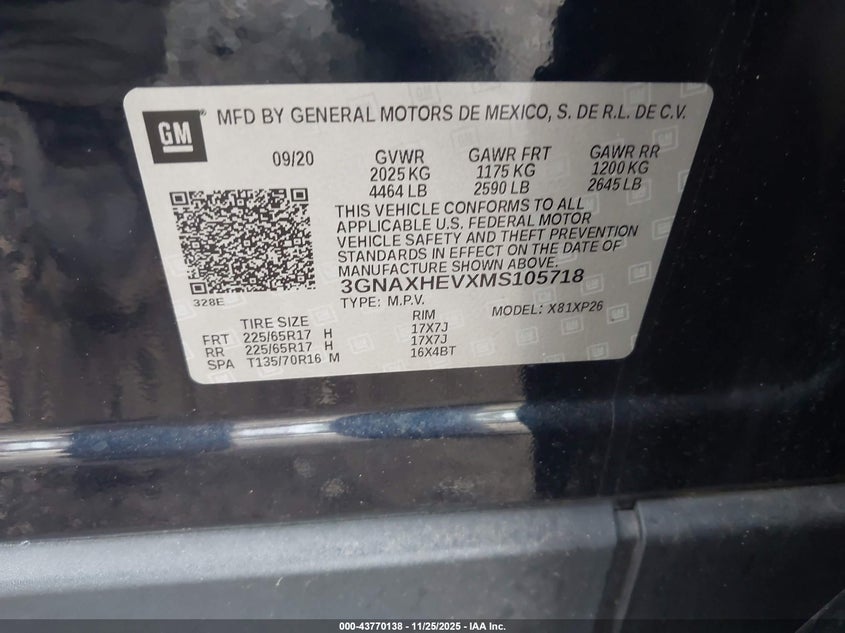 GM
MFD BY GENERAL MOTORS DE MEXICO, S. DE R.L. DE C.V.
09/20 GVWR GAWR FRT GAWR RR
2025 KG 1175 KG 1200 KG
4464 LB 2590 LB 2645 LB
THIS VEHICLE CONFORMS TO ALL
APPLICABLE U.S. FEDERAL MOTOR
VEHICLE SAFETY AND THEFT PREVENTION
STANDARDS IN EFFECT ON THE DATE OF
MANUFACTURE SHOWN ABOVE.
3GNAXHEVXMS105718
328E
TYPE: M.P.V. MODEL: X81XP26
TIRE SIZE RIM
FRT 225/65R17 H 17X7J
RR 225/65R17 H 17X7J
SPA T135/70R16 M 16X4BT
000-43770138 - 11/25/2025 - IAA Inc.